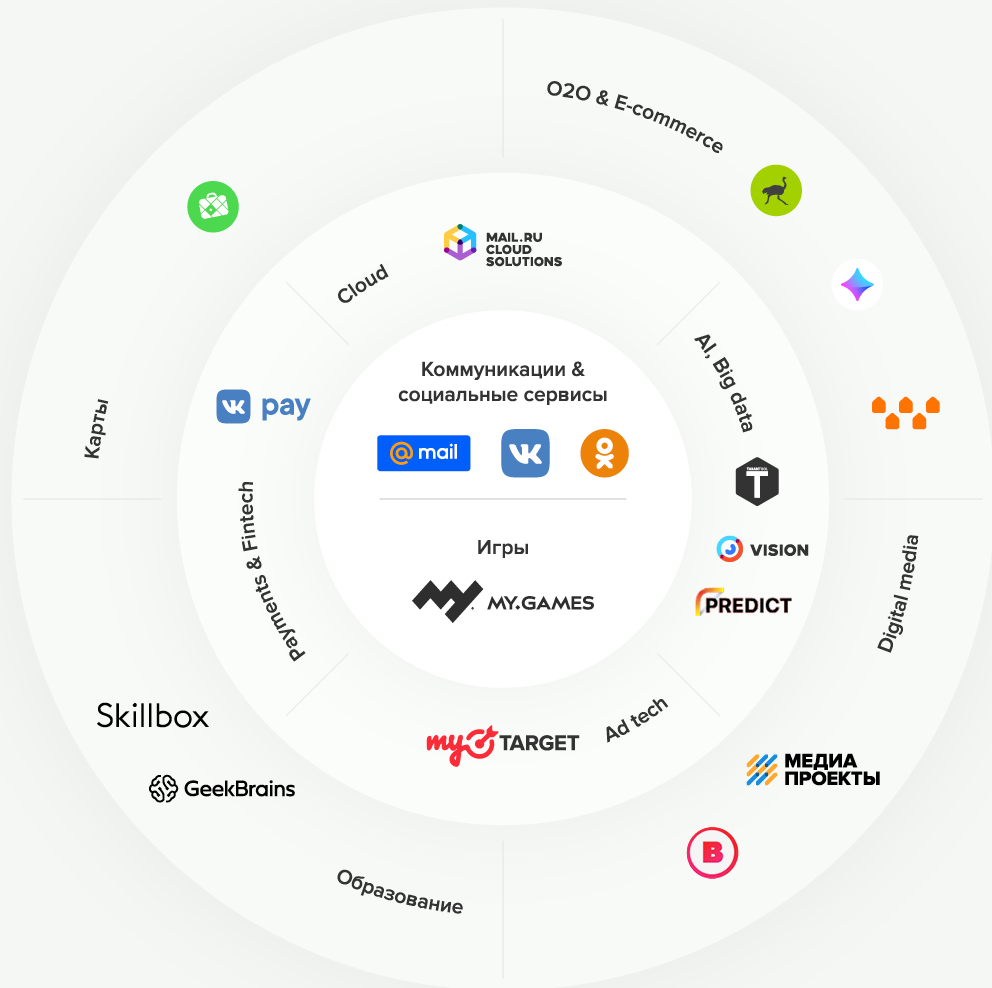 O2O & E-commerce
MAIL.RU
CLOUD
SOLUTIONS
Cloud
AI, Big data
Коммуникации &
социальные сервисы
Карты
pay
@mail
Игры
MY.GAMES
T
VISION
PREDICT
Payments & Fintech
Digital media
Skillbox
GeekBrains
my TARGET
Ad tech
МЕДИА
ПРОЕКТЫ
B
Образование